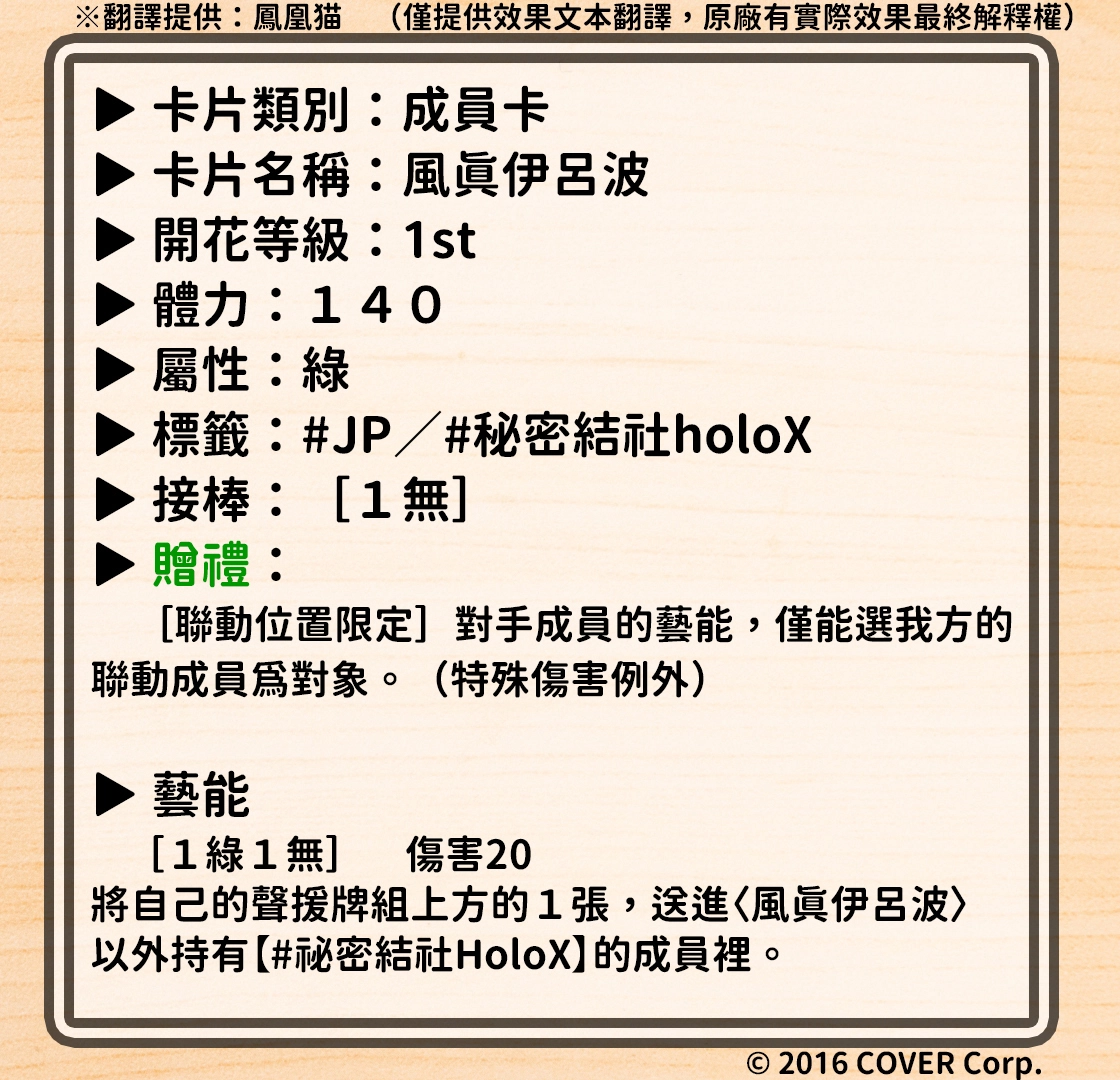 ※翻譯提供：鳳凰猫　（僅提供效果文本翻譯，原廠有實際效果最終解釋權）
▶ 卡片類別：成員卡
▶ 卡片名稱：風眞伊呂波
▶ 開花等級：1st
▶ 體力：１４０
▶ 屬性：綠
▶ 標籤：#JP／#秘密結社holoX
▶ 接棒：［１無］
▶ 贈禮：
［聯動位置限定］對手成員的藝能，僅能選我方的
聯動成員爲對象。（特殊傷害例外）
▶ 藝能
［１綠１無］　傷害20
將自己的聲援牌組上方的１張，送進〈風眞伊呂波〉
以外持有【#祕密結社HoloX】的成員裡。
© 2016 COVER Corp.